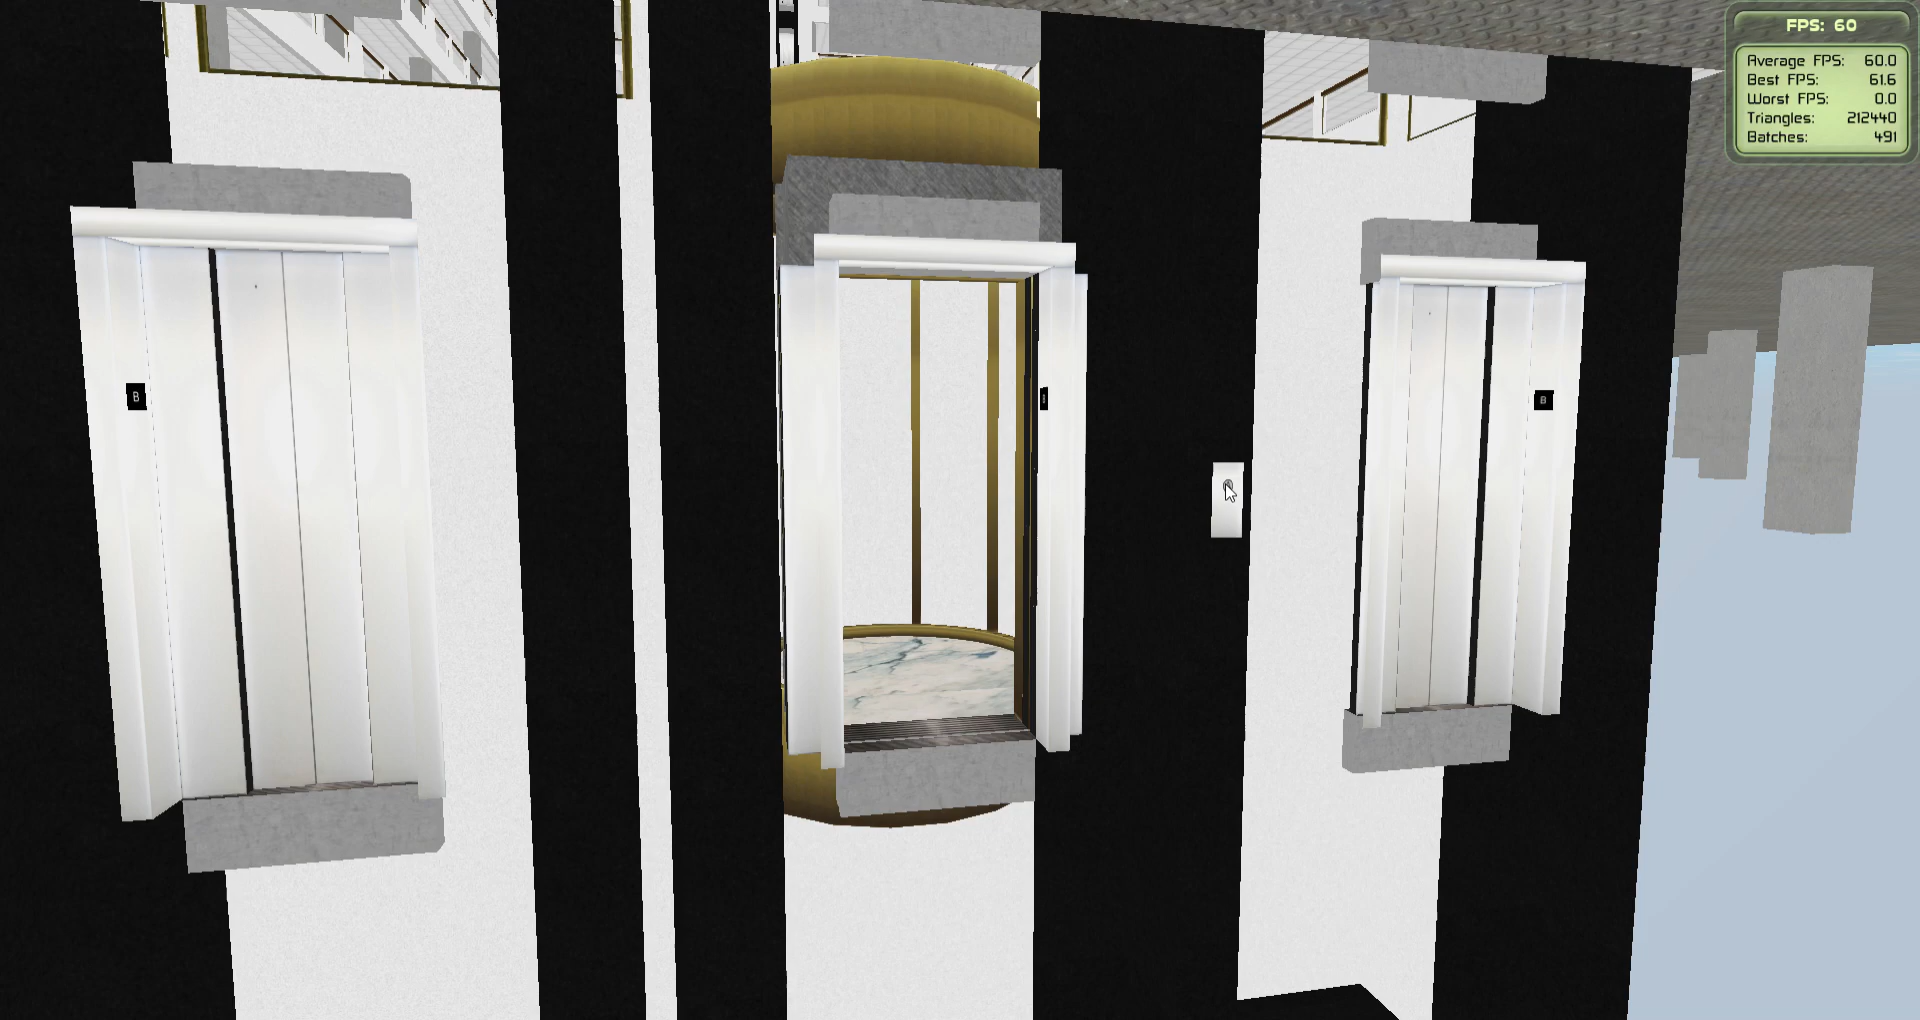 FPS: 60
Average FPS: 60.0
Best FPS: 61.6
Worst FPS: 0.0
Triangles: 212440
Batches: 491
B
B